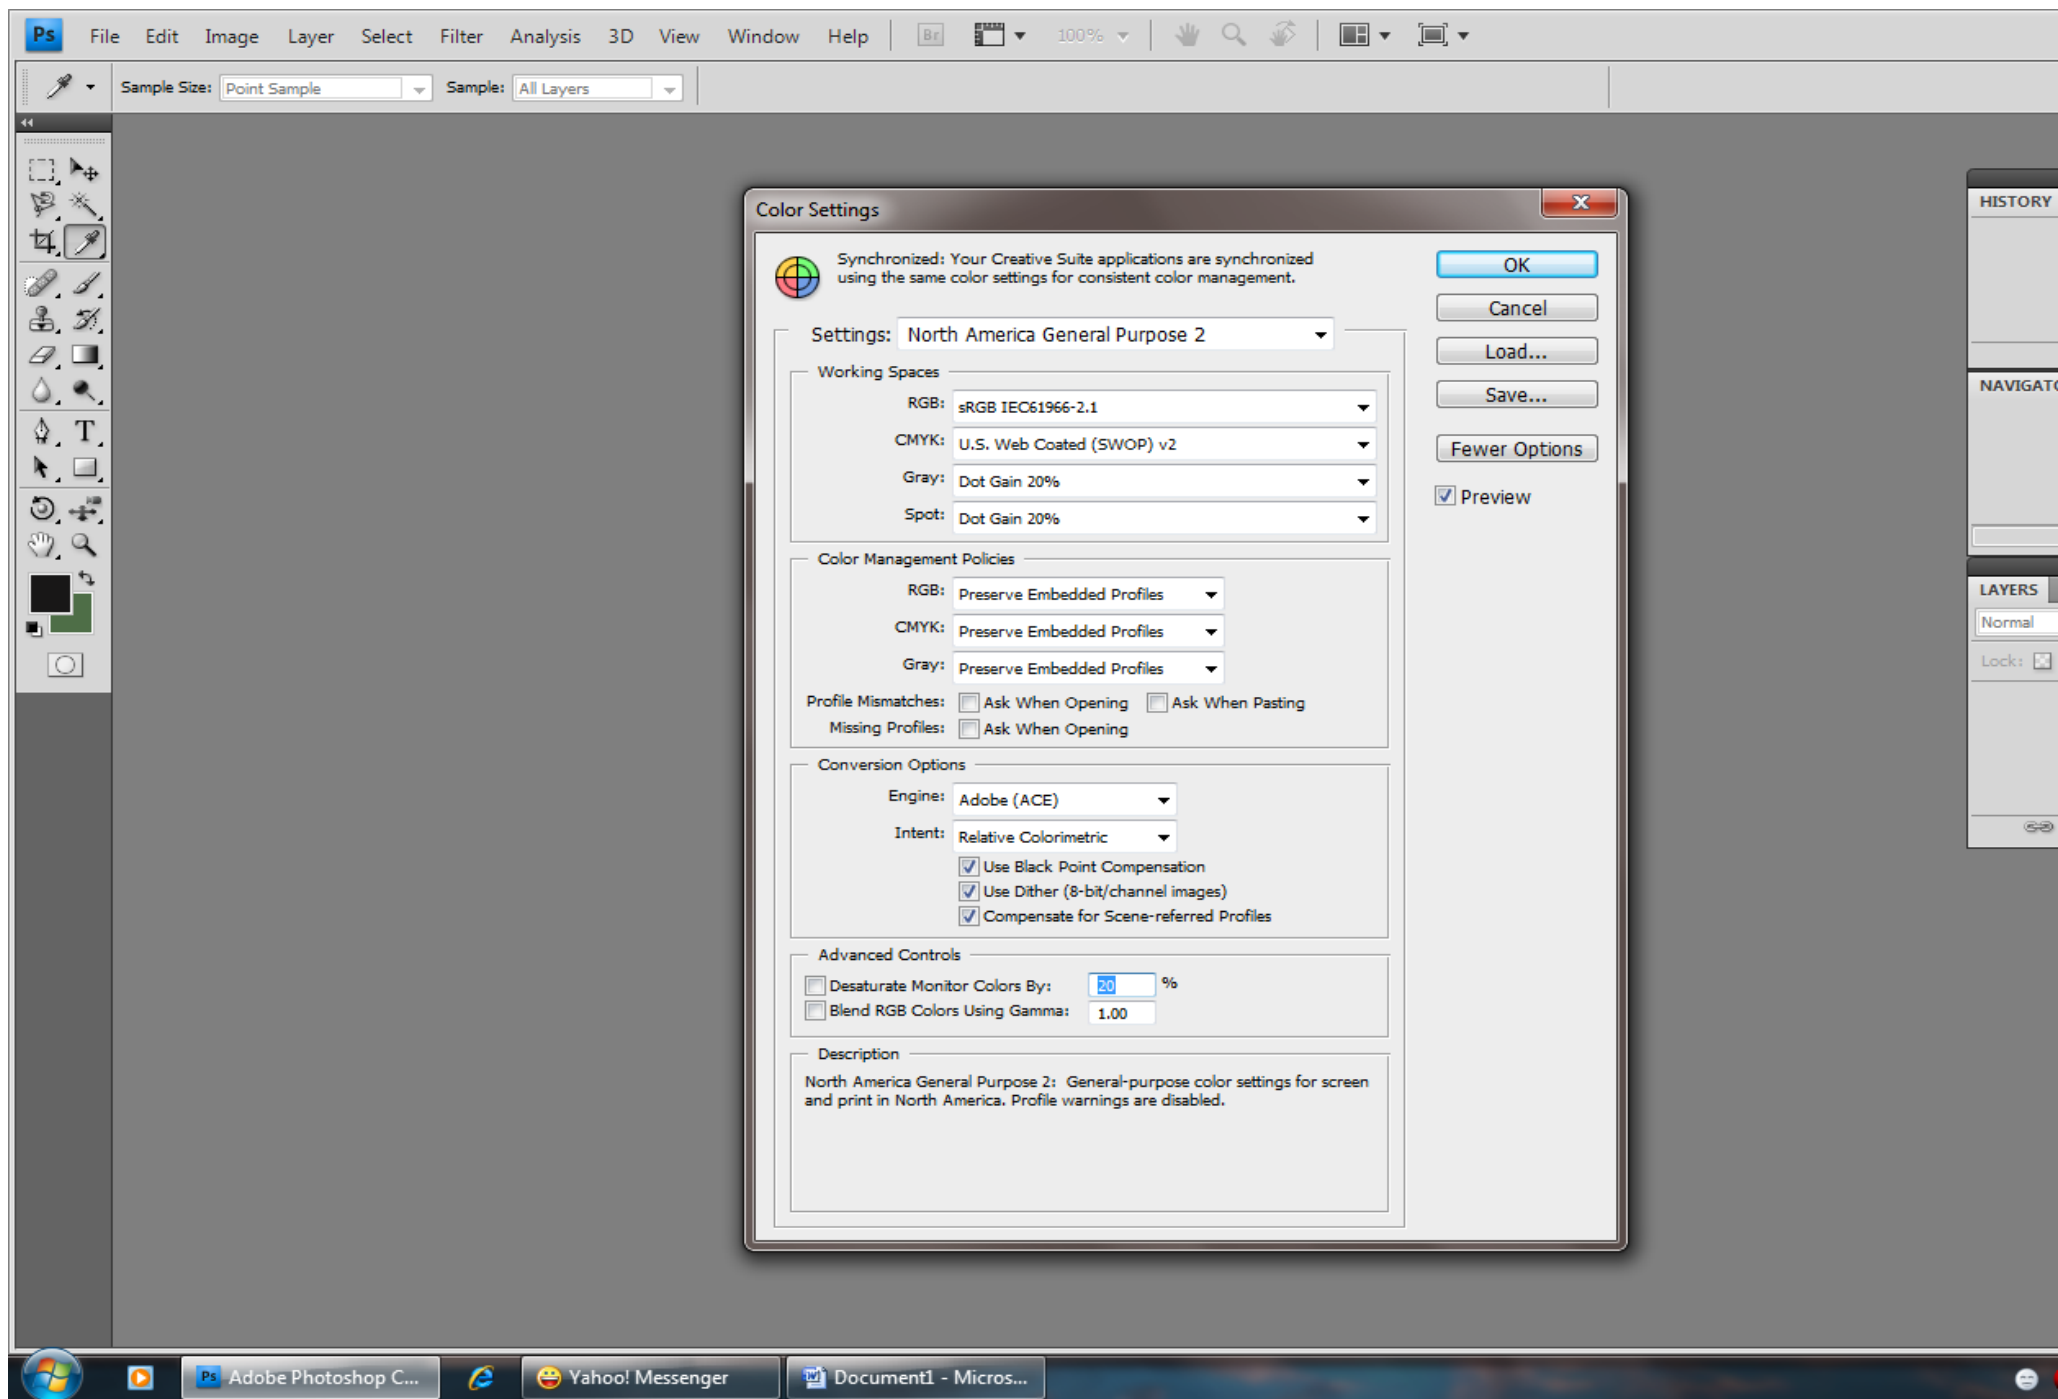 Ps File Edit Image Layer Select Filter Analysis 3D View Window Help Br 100%
Sample Size: Point Sample Sample: All Layers
Color Settings
Synchronized: Your Creative Suite applications are synchronized
using the same color settings for consistent color management.
OK
Cancel
Load...
Save...
Fewer Options
Preview
Settings: North America General Purpose 2
Working Spaces
RGB: sRGB IEC61966-2.1
CMYK: U.S. Web Coated (SWOP) v2
Gray: Dot Gain 20%
Spot: Dot Gain 20%
Color Management Policies
RGB: Preserve Embedded Profiles
CMYK: Preserve Embedded Profiles
Gray: Preserve Embedded Profiles
Profile Mismatches: Ask When Opening Ask When Pasting
Missing Profiles: Ask When Opening
Conversion Options
Engine: Adobe (ACE)
Intent: Relative Colorimetric
Use Black Point Compensation
Use Dither (8-bit/channel images)
Compensate for Scene-referred Profiles
Advanced Controls
Desaturate Monitor Colors By: 20 %
Blend RGB Colors Using Gamma: 1.00
Description
North America General Purpose 2: General-purpose color settings for screen
and print in North America. Profile warnings are disabled.
HISTORY
NAVIGATO
LAYERS
Normal
Lock:
T
Ps Adobe Photoshop C... Yahoo! Messenger Document1 - Micros...